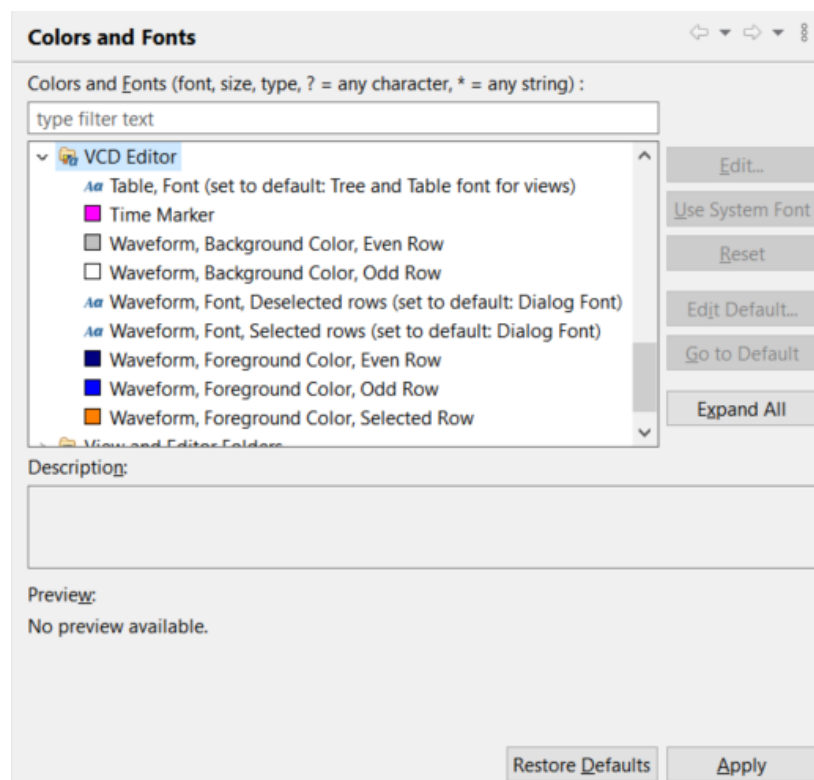 Colors and Fonts
Colors and Fonts (font, size, type, ? = any character, * = any string) :
type filter text
VCD Editor
Table, Font (set to default: Tree and Table font for views)
Time Marker
Waveform, Background Color, Even Row
Waveform, Background Color, Odd Row
Waveform, Font, Deselected rows (set to default: Dialog Font)
Waveform, Font, Selected rows (set to default: Dialog Font)
Waveform, Foreground Color, Even Row
Waveform, Foreground Color, Odd Row
Waveform, Foreground Color, Selected Row
View and Editor Folders
Edit...
Use System Font
Reset
Edit Default...
Go to Default
Expand All
Description:
Preview:
No preview available.
Restore Defaults
Apply